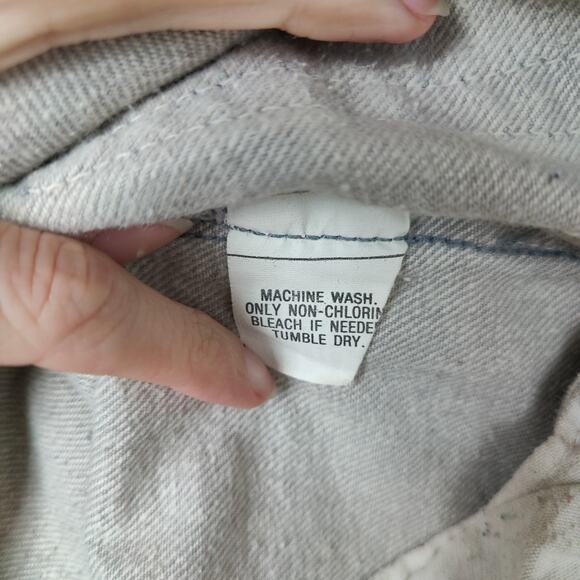 MACHINE WASH.
ONLY NON-CHLORIN
BLEACH IF NEEDE
TUMBLE DRY.